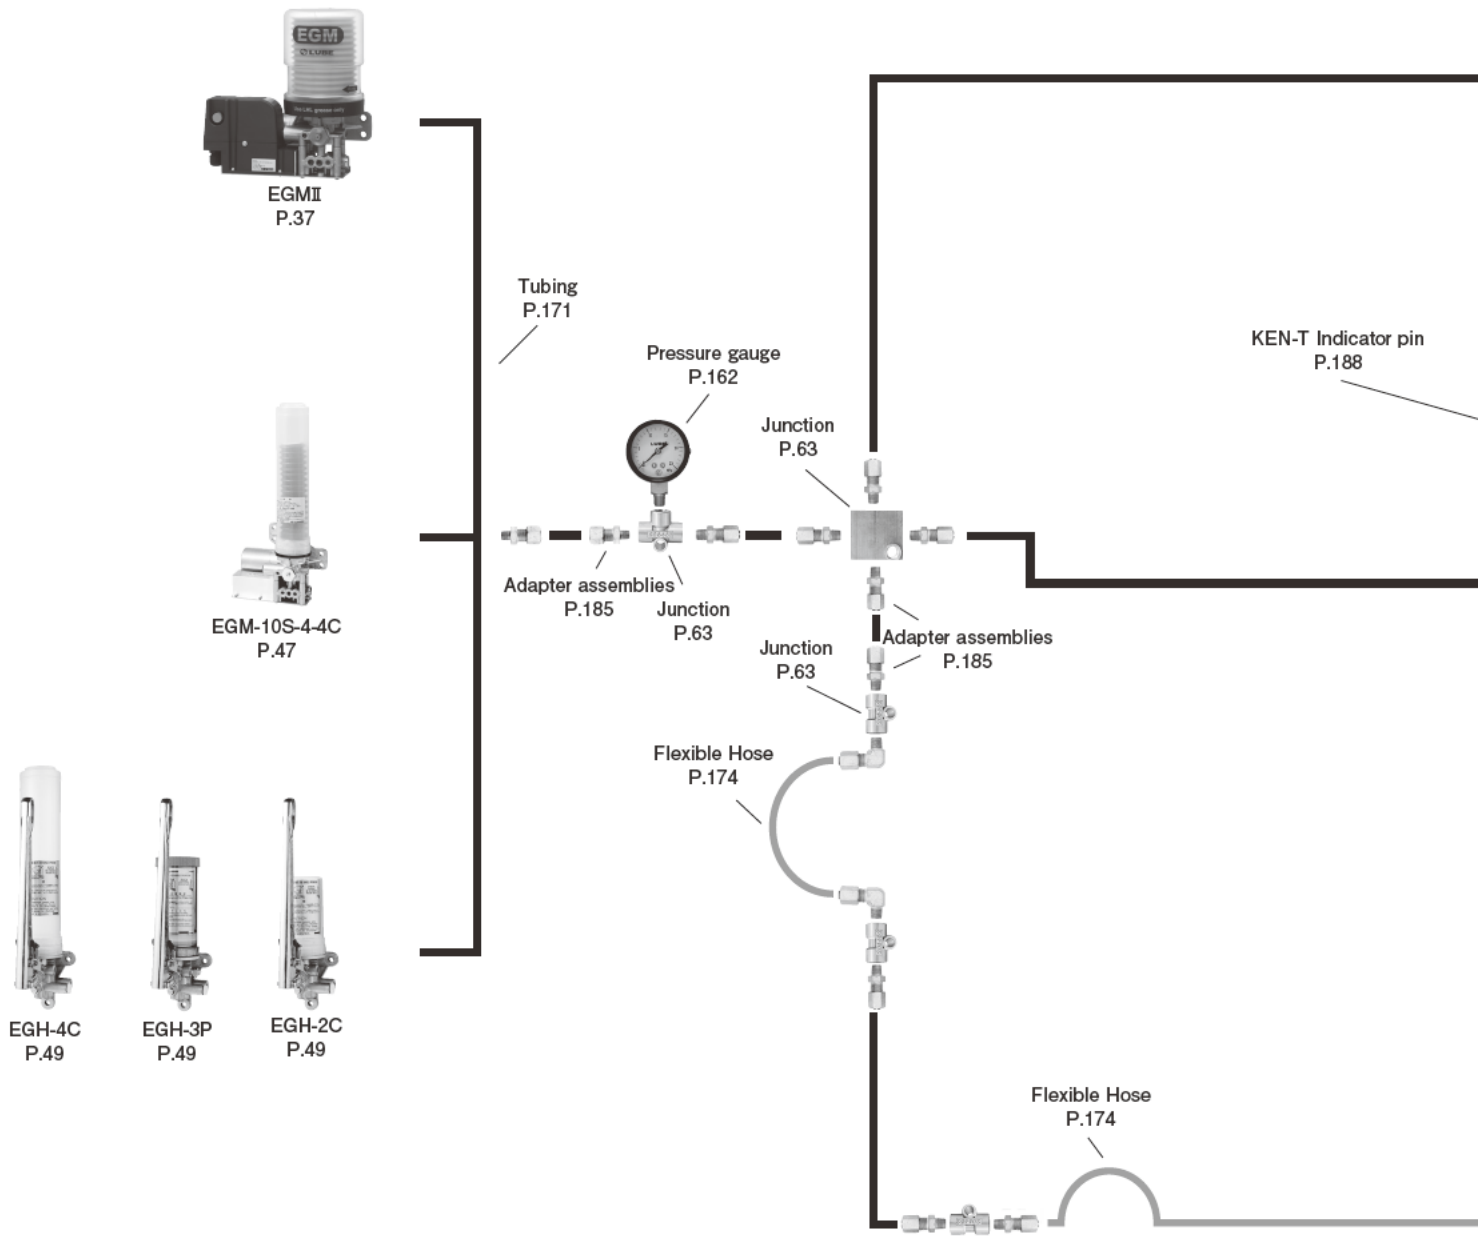 EGM
LUBE
EGMⅡ
P.37
Tubing
P.171
Pressure gauge
P.162
KEN-T Indicator pin
P.188
Junction
P.63
EGM-10S-4-4C
P.47
Adapter assemblies
P.185
Junction
P.63
Junction
P.63
Adapter assemblies
P.185
Flexible Hose
P.174
EGH-4C
P.49
EGH-3P
P.49
EGH-2C
P.49
Flexible Hose
P.174